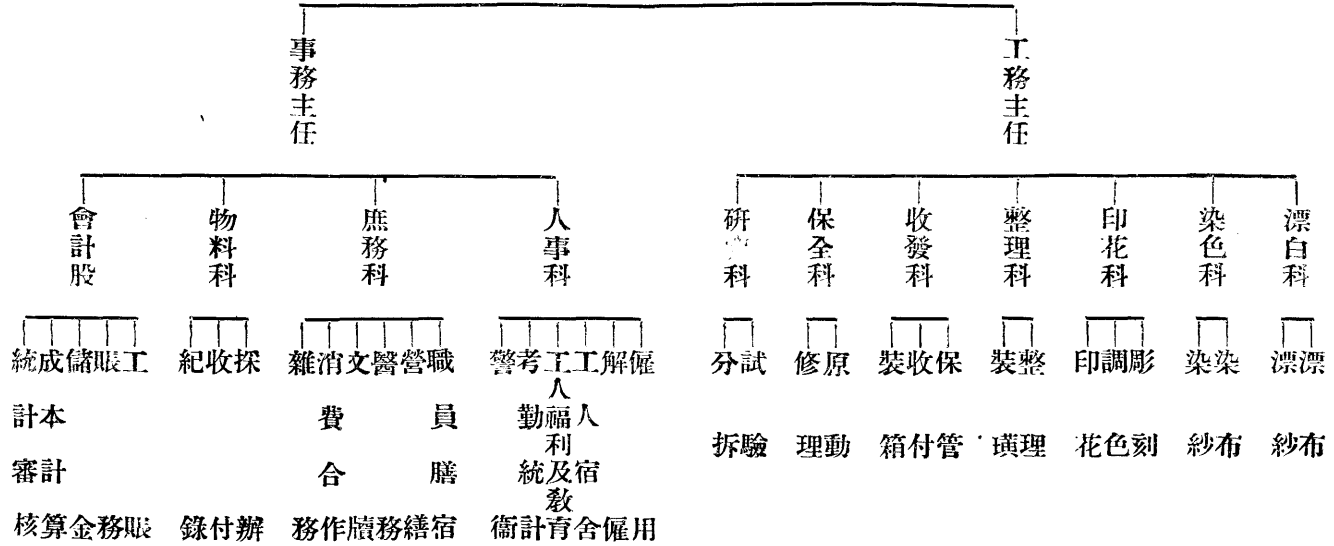 工務主任
事務主任
漂白科
染色科
印花科
整理科
收發科
保全科
研科
人事科
庶務科
物料科
會計股
漂布
漂紗
染布
染紗
彫刻
調色
印花
整理
裝璜
保管
收付
裝箱
原動
修理
試驗
分拆
僱用
解僱
工人宿舍
工人福利及教育
考勤統計
警衞
職員膳宿
營繕
醫務
文牘
消費合作
雜務
探辦
收付
紀錄
工賬
賬務
儲金
成本計算
統計審核